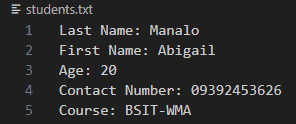 students.txt
1 Last Name: Manalo
2 First Name: Abigail
3 Age: 20
4 Contact Number: 09392453626
5 Course: BSIT-WMA